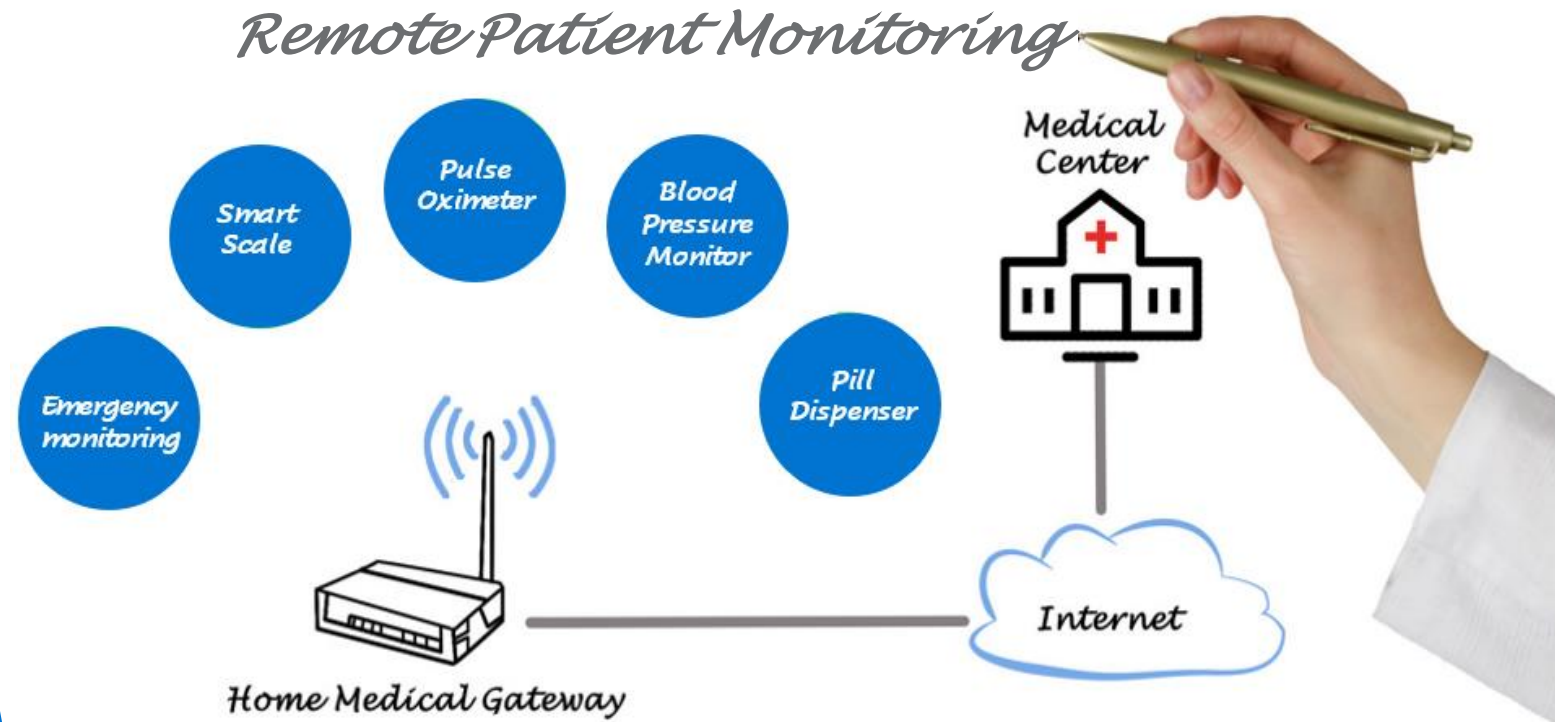 Remote Patient Monitoring
Pulse
Oximeter
Smart
Scale
Blood
Pressure
Monitor
Emergency
monitoring
Pill
Dispenser
Medical
Center
Internet
Home Medical Gateway